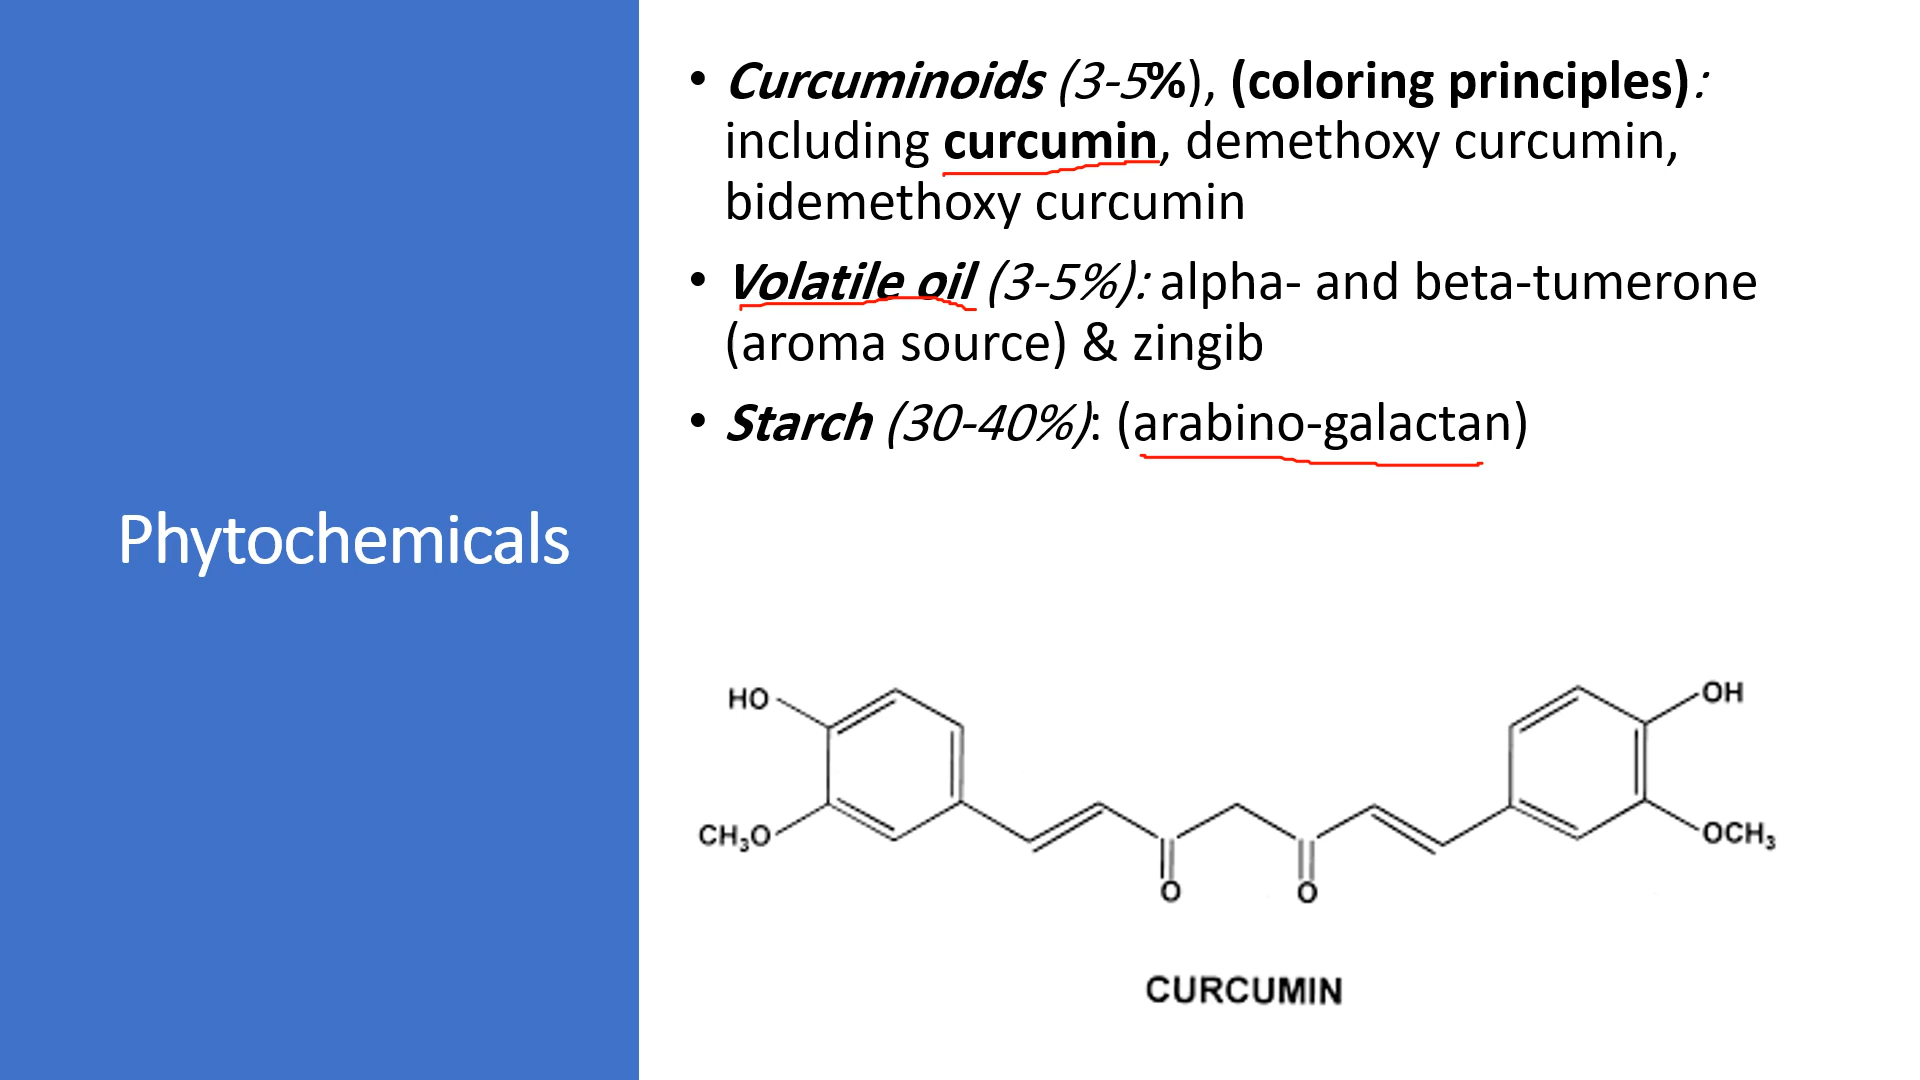 Phytochemicals
• Curcuminoids (3-5%), (coloring principles):
including curcumin, demethoxy curcumin,
bidemethoxy curcumin
• Volatile oil (3-5%): alpha- and beta-tumerone
(aroma source) & zingib
• Starch (30-40%): (arabino-galactan)
HO
OH
CH3O
OCH3
O
O
CURCUMIN